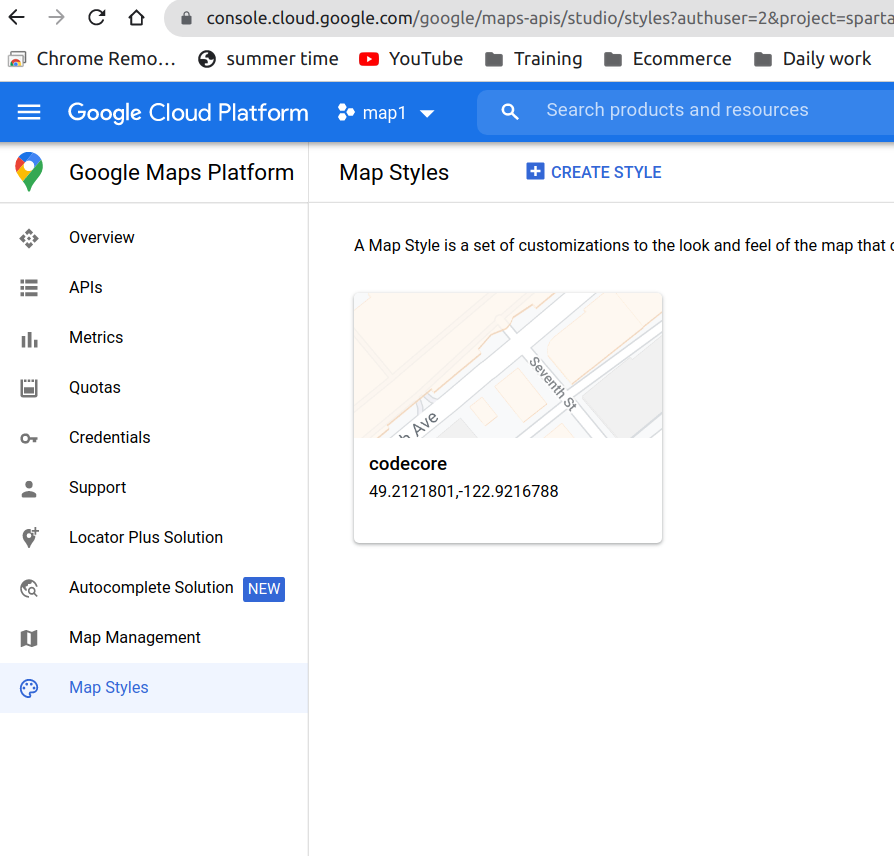 console.cloud.google.com/google/maps-apis/studio/styles?authuser=2&project=sparta
Chrome Remo… summer time YouTube Training Ecommerce Daily work
Google Cloud Platform map1 Search products and resources
Google Maps Platform
Map Styles CREATE STYLE
Overview
APIs
Metrics
Quotas
Credentials
Support
Locator Plus Solution
Autocomplete Solution NEW
Map Management
Map Styles
A Map Style is a set of customizations to the look and feel of the map that
Seventh St
h Ave
codecore
49.2121801,-122.9216788